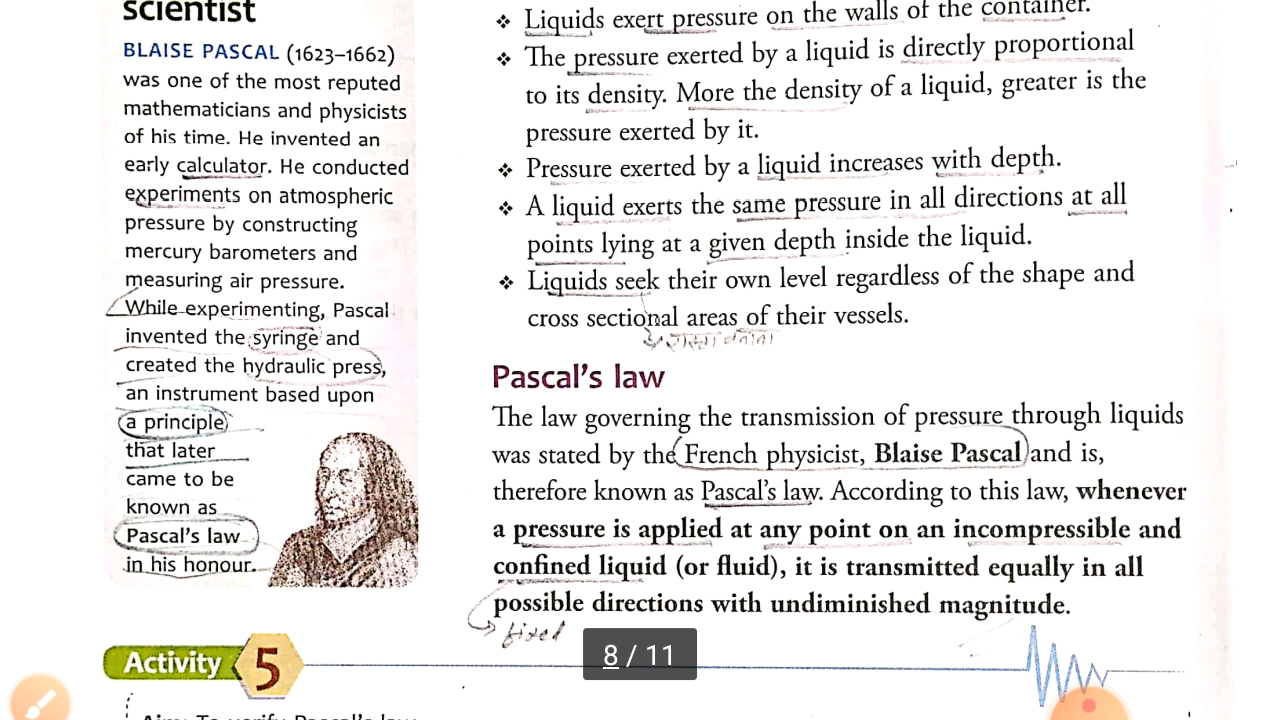 scientist
BLAISE PASCAL (1623–1662)
was one of the most reputed
mathematicians and physicists
of his time. He invented an
early calculator. He conducted
experiments on atmospheric
pressure by constructing
mercury barometers and
measuring air pressure.
While experimenting, Pascal
invented the syringe and
created the hydraulic press,
an instrument based upon
a principle
that later
came to be
known as
Pascal's law
in his honour.
❖ Liquids exert pressure on the walls of the container.
❖ The pressure exerted by a liquid is directly proportional
to its density. More the density of a liquid, greater is the
pressure exerted by it.
❖ Pressure exerted by a liquid increases with depth.
❖ A liquid exerts the same pressure in all directions at all
points lying at a given depth inside the liquid.
❖ Liquids seek their own level regardless of the shape and
cross sectional areas of their vessels.
रास्ता बनाना
Pascal's law
The law governing the transmission of pressure through liquids
was stated by the French physicist, Blaise Pascal and is,
therefore known as Pascal's law. According to this law, whenever
a pressure is applied at any point on an incompressible and
confined liquid (or fluid), it is transmitted equally in all
possible directions with undiminished magnitude.
fixed
8 / 11
Activity 5
Aim: To verify Pascal's law